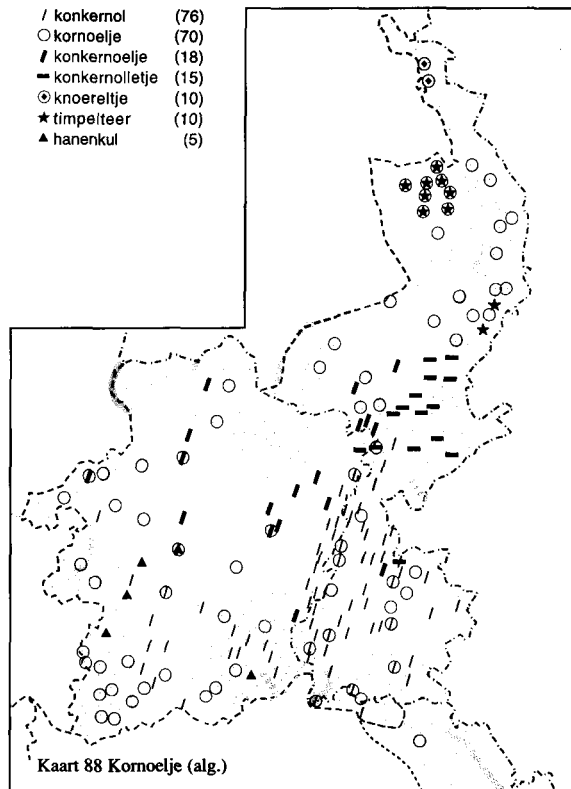 konkernol (76)
kornoelje (70)
konkernoelje (18)
konkernolletje (15)
knoereltje (10)
timpelteer (10)
hanenkul (5)
Kaart 88 Kornoelje (alg.)